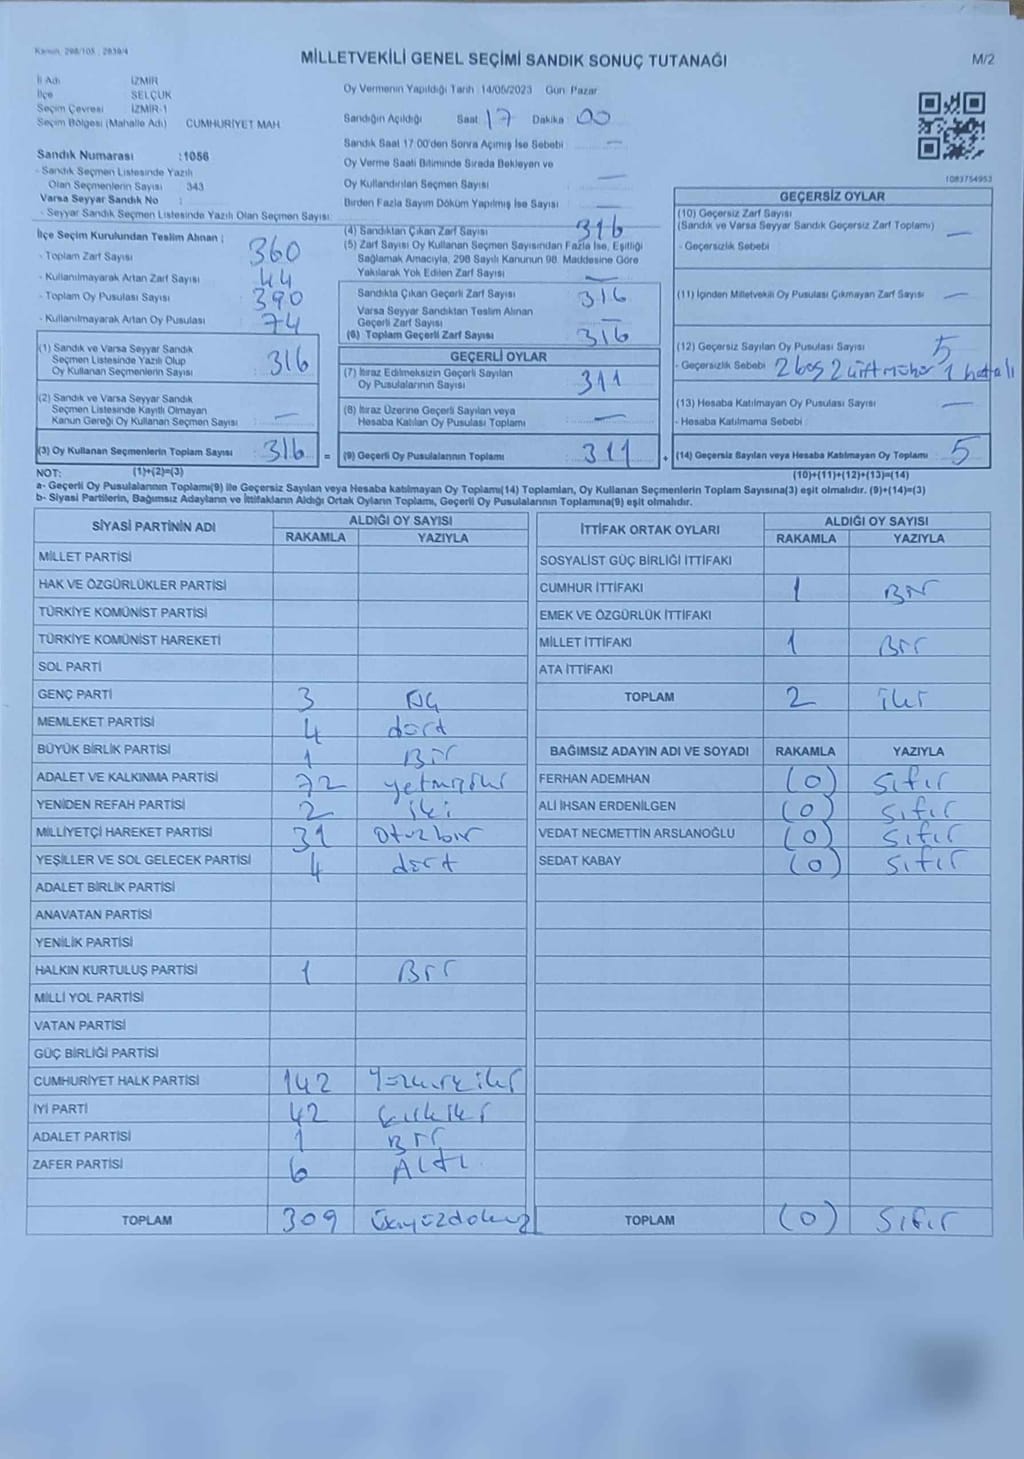 Kanun, 298/105 ; 2839/4
MİLLETVEKİLİ GENEL SEÇİMİ SANDIK SONUÇ TUTANAĞI
M/2
İl Adı İZMİR
İlçe SELÇUK
Seçim Çevresi İZMİR-1
Seçim Bölgesi (Mahalle Adı) CUMHURİYET MAH
Sandık Numarası :1056
- Sandık Seçmen Listesinde Yazılı
Olan Seçmenlerin Sayısı 343
Varsa Seyyar Sandık No :
- Seyyar Sandık Seçmen Listesinde Yazılı Olan Seçmen Sayısı:
İlçe Seçim Kurulundan Teslim Alınan ;
- Toplam Zarf Sayısı 360
- Kullanılmayarak Artan Zarf Sayısı 44
- Toplam Oy Pusulası Sayısı 390
- Kullanılmayarak Artan Oy Pusulası 74
Oy Vermenin Yapıldığı Tarih :14/05/2023 Gün: Pazar
Sandığın Açıldığı Saat 17 Dakika 00
Sandık Saat 17:00'den Sonra Açımış İse Sebebi : —
Oy Verme Saati Bitiminde Sırada Bekleyen ve
Oy Kullandırılan Seçmen Sayısı : —
Birden Fazla Sayım Döküm Yapılmış İse Sayısı : —
(4) Sandıktan Çıkan Zarf Sayısı 316
(5) Zarf Sayısı Oy Kullanan Seçmen Sayısından Fazla İse, Eşitliği
Sağlamak Amacıyla, 298 Sayılı Kanunun 98. Maddesine Göre
Yakılarak Yok Edilen Zarf Sayısı : —
Sandıkta Çıkan Geçerli Zarf Sayısı : 316
Varsa Seyyar Sandıktan Teslim Alınan
Geçerli Zarf Sayısı : —
(6) Toplam Geçerli Zarf Sayısı : 316
1083754953
GEÇERSİZ OYLAR
(10) Geçersiz Zarf Sayısı
(Sandık ve Varsa Seyyar Sandık Geçersiz Zarf Toplamı) —
- Geçersizlik Sebebi :
(11) İçinden Milletvekili Oy Pusulası Çıkmayan Zarf Sayısı —
(12) Geçersiz Sayılan Oy Pusulası Sayısı : 5
- Geçersizlik Sebebi : 2 boş 2 çift mühür 1 hatalı
(13) Hesaba Katılmayan Oy Pusulası Sayısı —
- Hesaba Katılmama Sebebi :
(14) Geçersiz Sayılan veya Hesaba Katılmayan Oy Toplamı : 5
(1) Sandık ve Varsa Seyyar Sandık
Seçmen Listesinde Yazılı Olup
Oy Kullanan Seçmenlerin Sayısı : 316
(2) Sandık ve Varsa Seyyar Sandık
Seçmen Listesinde Kayıtlı Olmayan
Kanun Gereği Oy Kullanan Seçmen Sayısı : —
(3) Oy Kullanan Seçmenlerin Toplam Sayısı : 316 =
GEÇERLİ OYLAR
(7) İtiraz Edilmeksizin Geçerli Sayılan
Oy Pusulalarının Sayısı : 311
(8) İtiraz Üzerine Geçerli Sayılan veya
Hesaba Katılan Oy Pusulası Toplamı : —
(9) Geçerli Oy Pusulalarının Toplamı : 311 +
NOT: (1)+(2)=(3) (10)+(11)+(12)+(13)=(14)
a- Geçerli Oy Pusulalarının Toplamı(9) ile Geçersiz Sayılan veya Hesaba katılmayan Oy Toplamı(14) Toplamları, Oy Kullanan Seçmenlerin Toplam Sayısına(3) eşit olmalıdır. (9)+(14)=(3)
b- Siyasi Partilerin, Bağımsız Adayların ve İttifakların Aldığı Ortak Oyların Toplamı, Geçerli Oy Pusulalarının Toplamına(9) eşit olmalıdır.
SİYASİ PARTİNİN ADI ALDIĞI OY SAYISI
RAKAMLA YAZIYLA
MİLLET PARTİSİ
HAK VE ÖZGÜRLÜKLER PARTİSİ
TÜRKİYE KOMÜNİST PARTİSİ
TÜRKİYE KOMÜNİST HAREKETİ
SOL PARTİ
GENÇ PARTİ 3 üç
MEMLEKET PARTİSİ 4 dört
BÜYÜK BİRLİK PARTİSİ 1 Bir
ADALET VE KALKINMA PARTİSİ 72 yetmişiki
YENİDEN REFAH PARTİSİ 2 iki
MİLLİYETÇİ HAREKET PARTİSİ 31 otuzbir
YEŞİLLER VE SOL GELECEK PARTİSİ 4 dört
ADALET BİRLİK PARTİSİ
ANAVATAN PARTİSİ
YENİLİK PARTİSİ
HALKIN KURTULUŞ PARTİSİ 1 Bir
MİLLİ YOL PARTİSİ
VATAN PARTİSİ
GÜÇ BİRLİĞİ PARTİSİ
CUMHURİYET HALK PARTİSİ 142 Yüzkırkiki
İYİ PARTİ 42 kırkiki
ADALET PARTİSİ 1 Bir
ZAFER PARTİSİ 6 Altı
TOPLAM 309 üçyüzdokuz
İTTİFAK ORTAK OYLARI ALDIĞI OY SAYISI
RAKAMLA YAZIYLA
SOSYALİST GÜÇ BİRLİĞİ İTTİFAKI
CUMHUR İTTİFAKI 1 Bir
EMEK VE ÖZGÜRLÜK İTTİFAKI
MİLLET İTTİFAKI 1 Bir
ATA İTTİFAKI
TOPLAM 2 iki
BAĞIMSIZ ADAYIN ADI VE SOYADI RAKAMLA YAZIYLA
FERHAN ADEMHAN (0) sıfır
ALİ İHSAN ERDENİLGEN (0) sıfır
VEDAT NECMETTİN ARSLANOĞLU (0) sıfır
SEDAT KABAY (0) sıfır
TOPLAM (0) sıfır